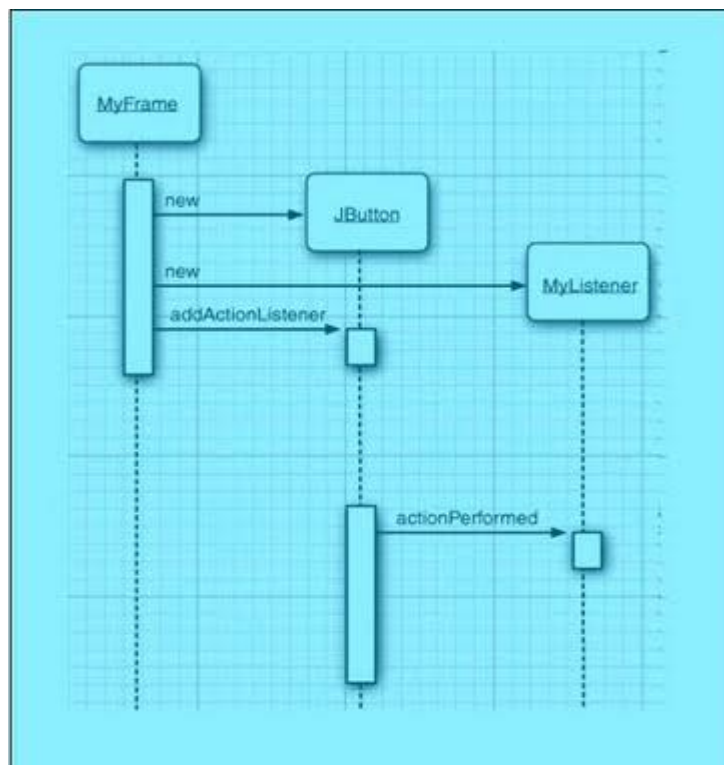 MyFrame
new
JButton
new
MyListener
addActionListener
actionPerformed